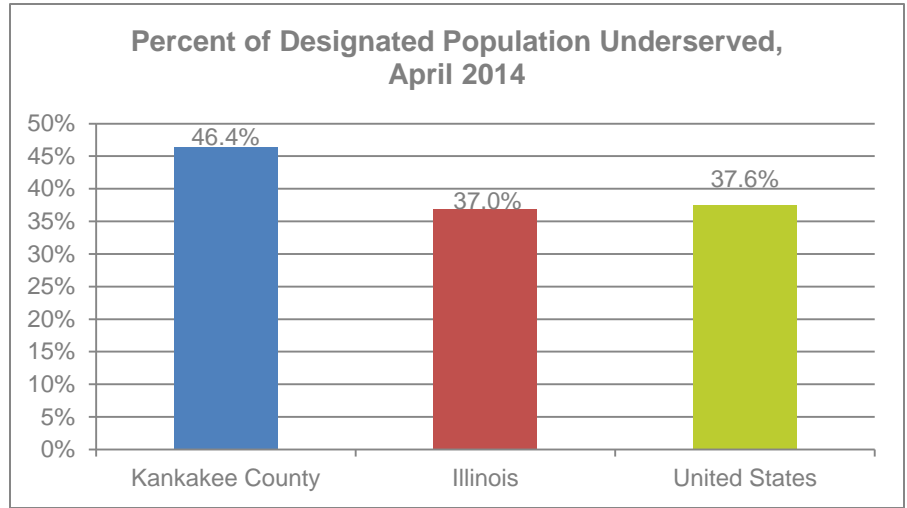 Percent of Designated Population Underserved,
April 2014
50%
45%
40%
35%
30%
25%
20%
15%
10%
5%
0%
46.4%
37.0%
37.6%
Kankakee County
Illinois
United States